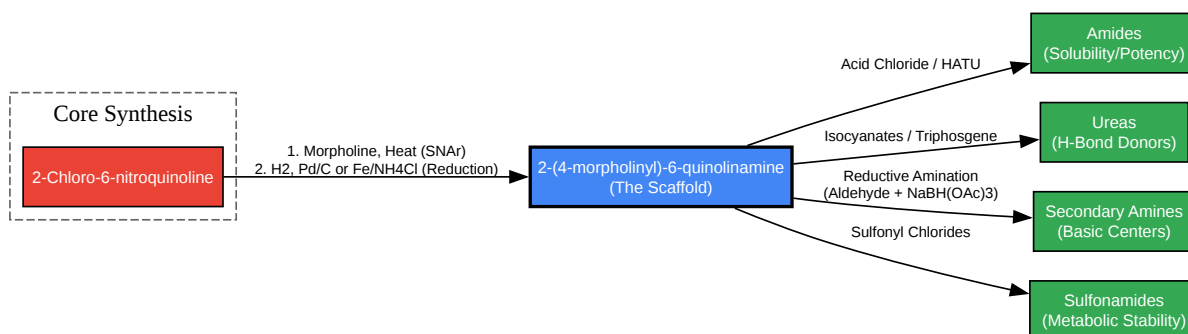 Core Synthesis
2-Chloro-6-nitroquinoline
1. Morpholine, Heat (SNAr)
2. H2, Pd/C or Fe/NH4Cl (Reduction)
2-(4-morpholinyl)-6-quinolinamine
(The Scaffold)
Acid Chloride / HATU
Isocyanates / Triphosgene
Reductive Amination
(Aldehyde + NaBH(OAc)3)
Sulfonyl Chlorides
Amides
(Solubility/Potency)
Ureas
(H-Bond Donors)
Secondary Amines
(Basic Centers)
Sulfonamides
(Metabolic Stability)